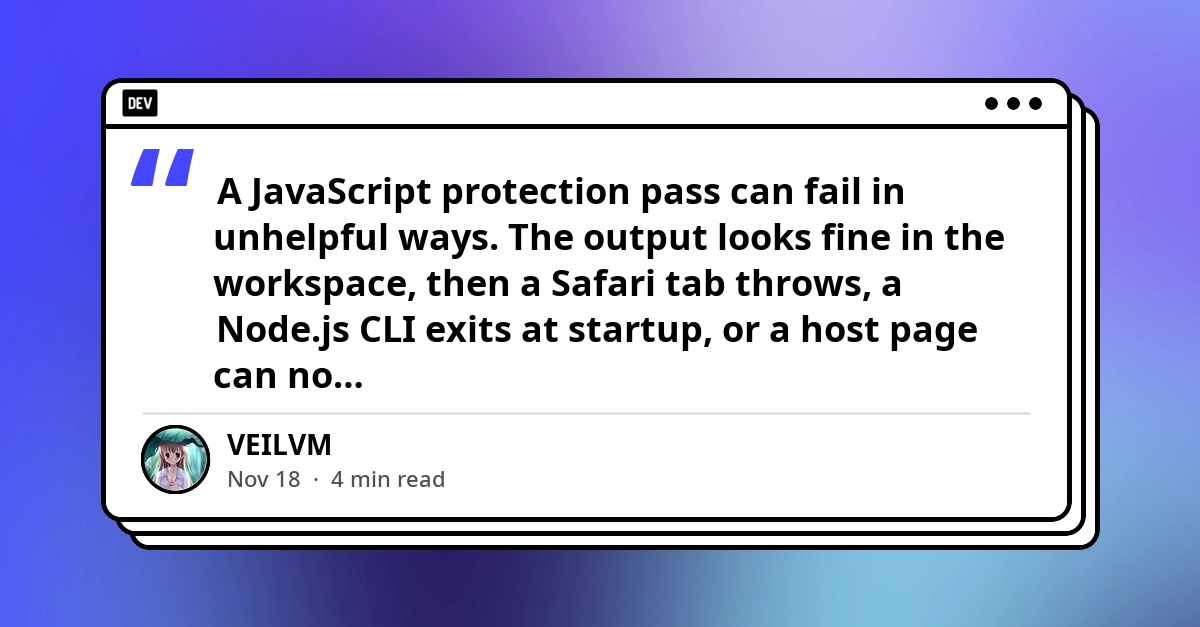 DEV
“
A JavaScript protection pass can fail in
unhelpful ways. The output looks fine in the
workspace, then a Safari tab throws, a
Node.js CLI exits at startup, or a host page
can no...
VEILVM
Nov 18 · 4 min read